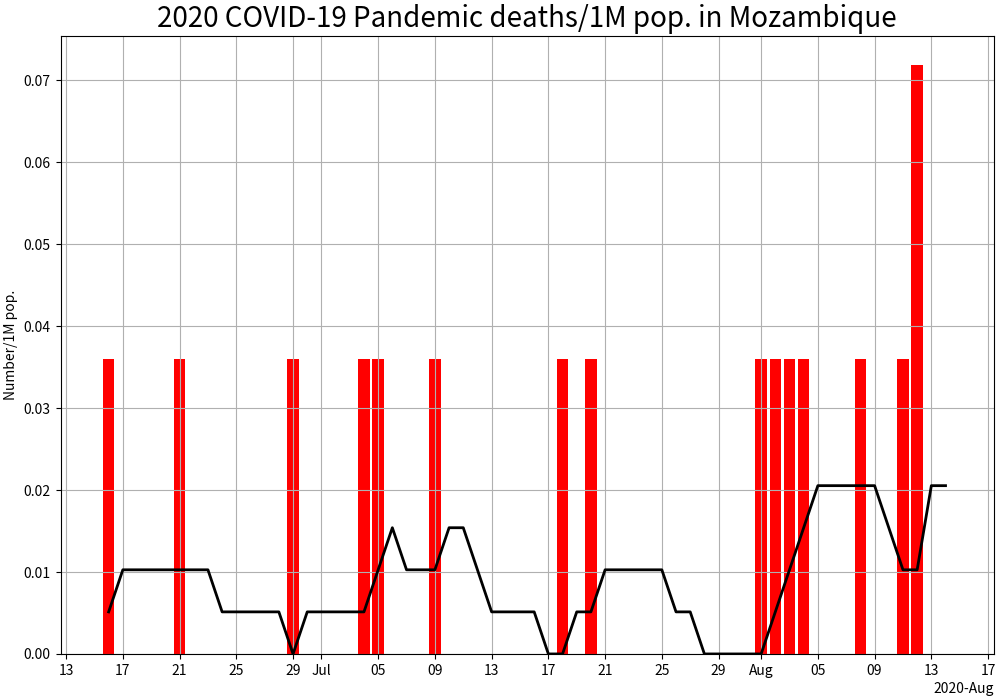 2020 COVID-19 Pandemic deaths/1M pop. in Mozambique
Number/1M pop.
0.07
0.06
0.05
0.04
0.03
0.02
0.01
0.00
13 17 21 25 29 Jul 05 09 13 17 21 25 29 Aug 05 09 13 17
2020-Aug